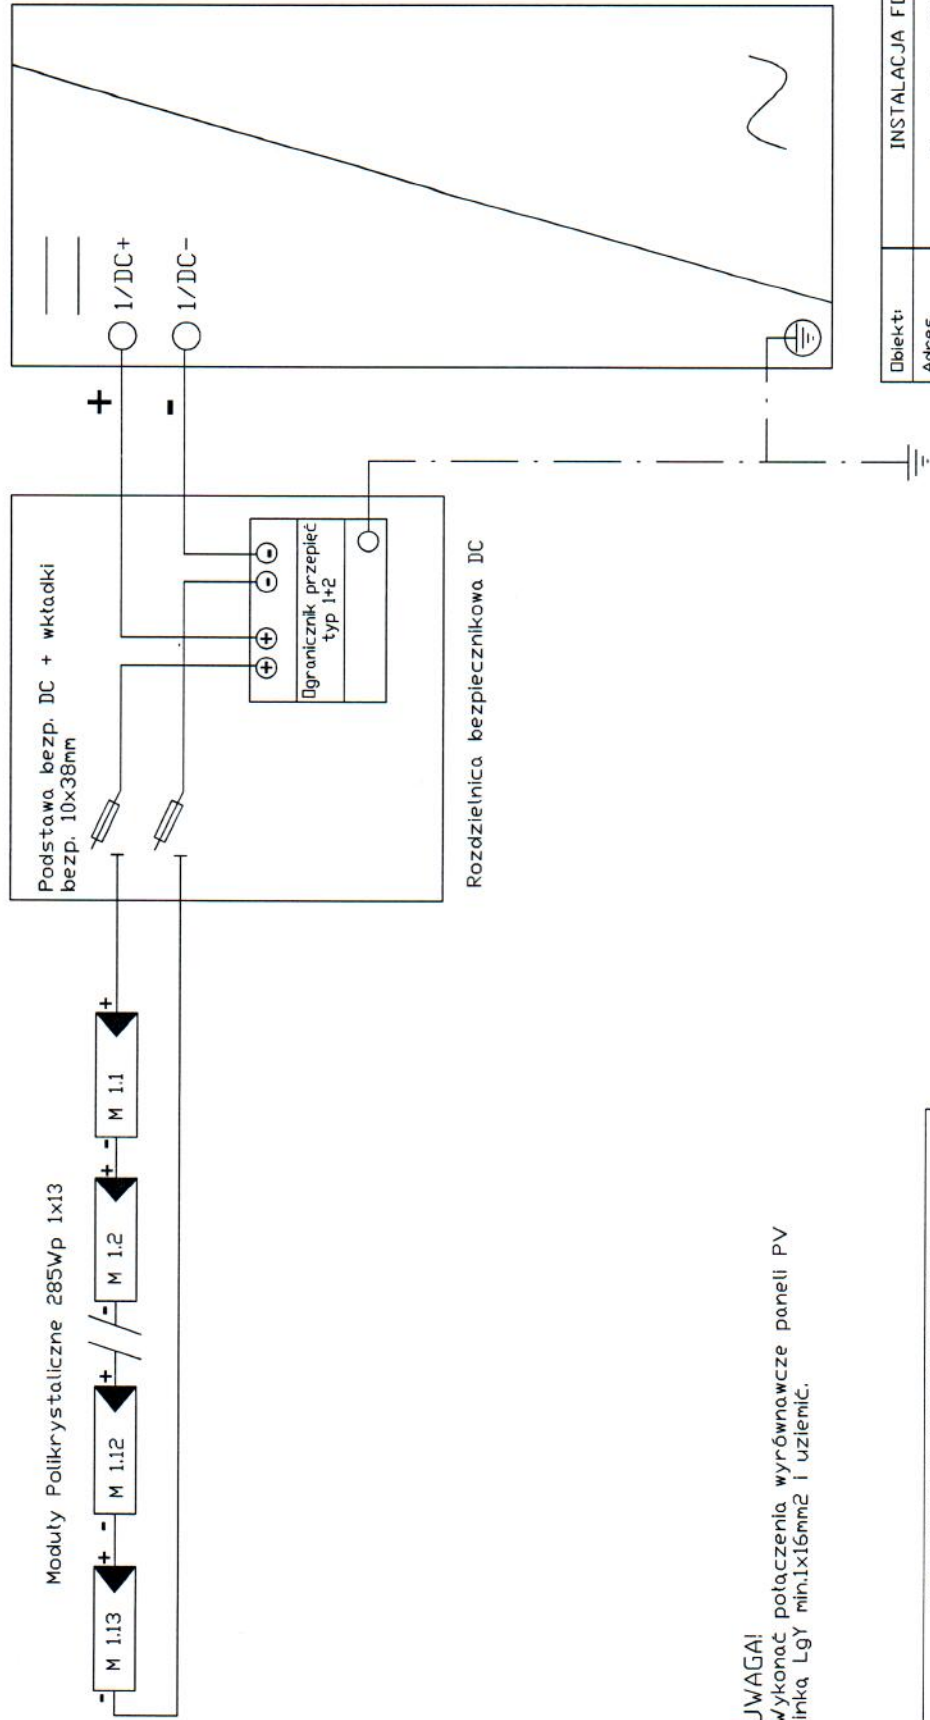 Moduły Polikrystaliczne 285Wp 1x13
- M 1.13 +
- M 1.12 +
- M 1.2 +
- M 1.1 +
Podstawa bezp. DC + wkładki
bezp. 10x38mm
+ + - -
Ogranicznik przepięć
typ 1+2
Rozdzielnica bezpiecznikowa DC
+
-
1/DC+
1/DC-
UWAGA!
Wykonać połączenia wyrównawcze paneli PV
linką LgY min.1x16mm2 i uziemić.
Obiekt:
INSTALACJA
Adres